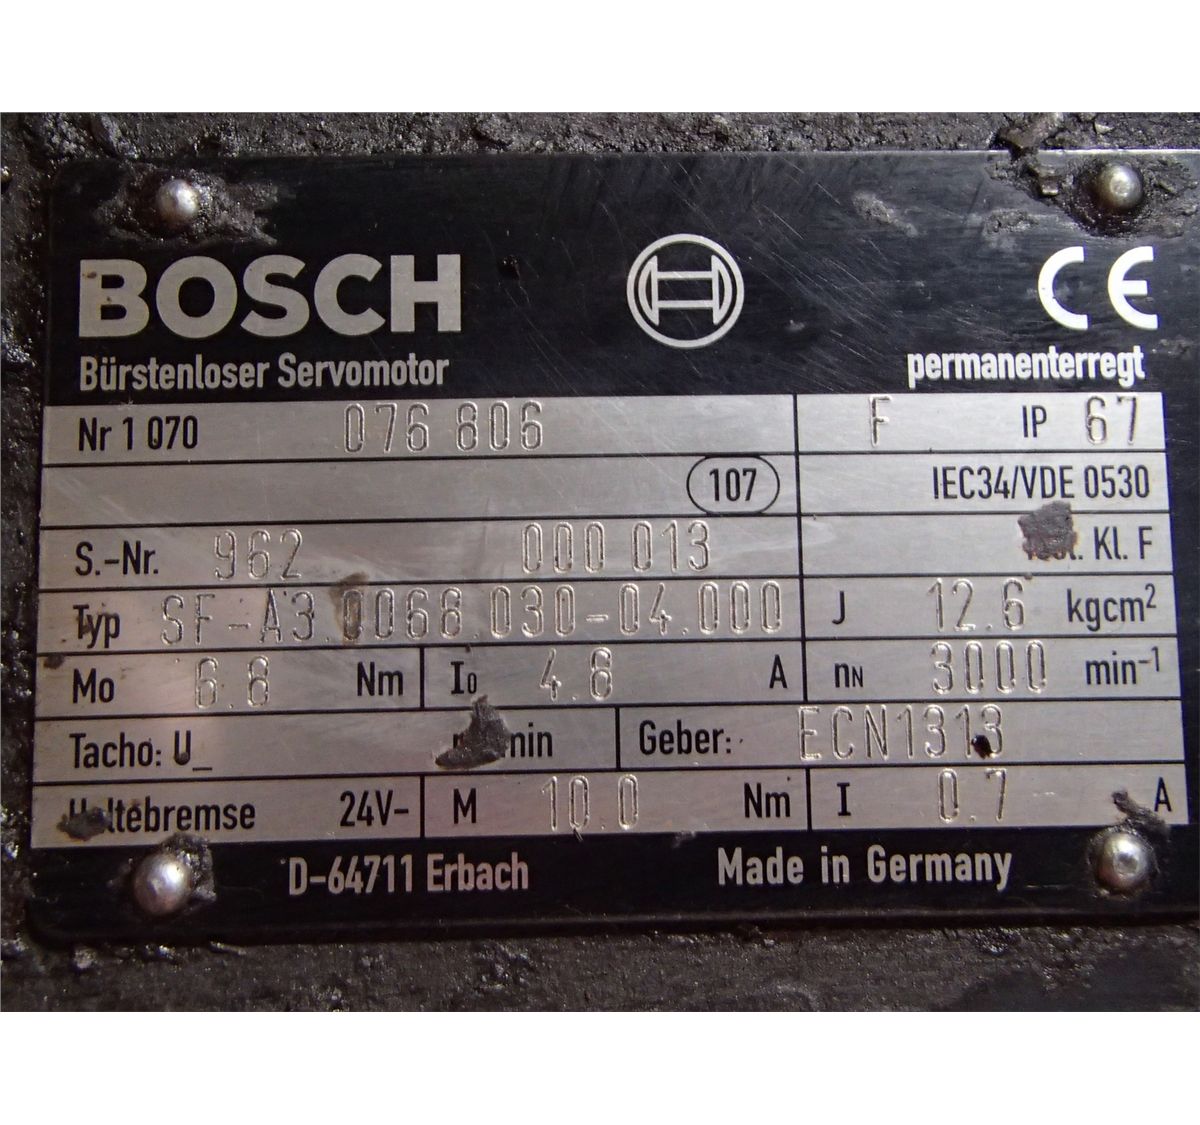 BOSCH
CE
Bürstenloser Servomotor
permanenterregt
Nr 1 070 076 806 F IP 67
107 IEC34/VDE 0530
S.-Nr. 962 000 013 Kl. F
Typ SF-A3.0068.030-04.000 J 12.6 kgcm²
Mo 6.8 Nm I0 4.8 A nN 3000 min-1
Tacho: U_ min Geber: ECN1313
Haltebremse 24V- M 10.0 Nm I 0.7 A
D-64711 Erbach Made in Germany